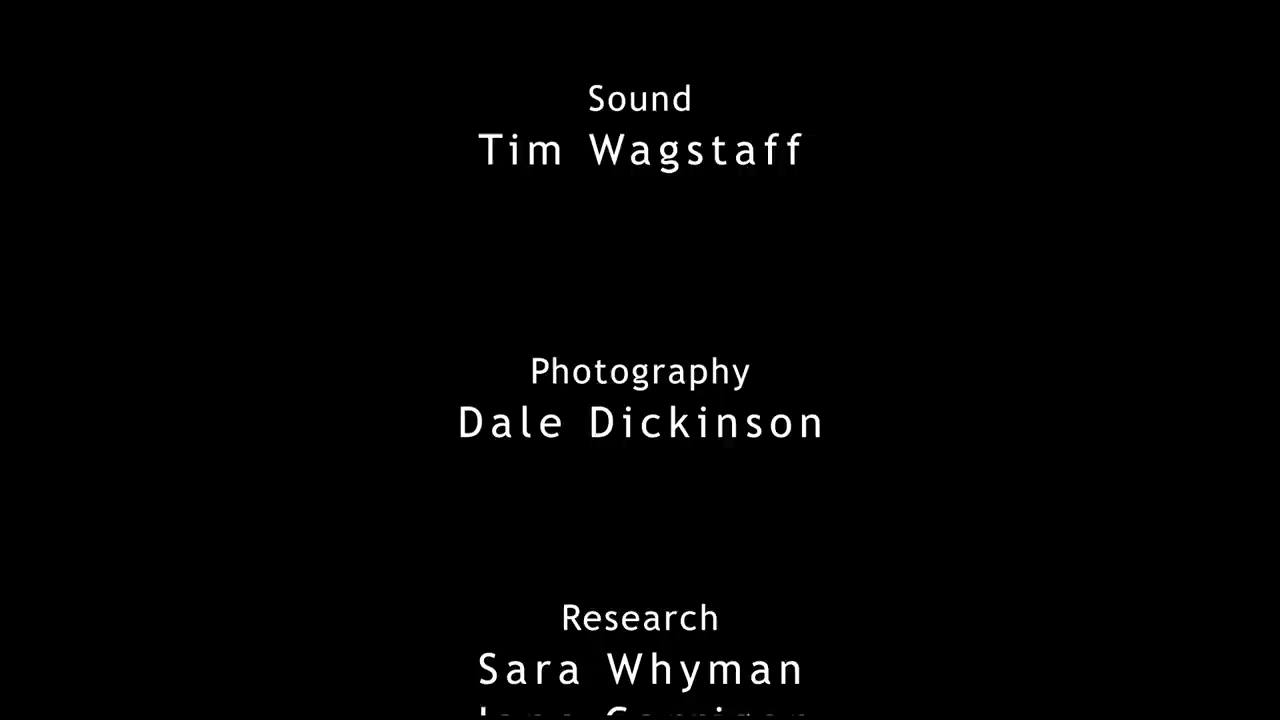 Sound
Tim Wagstaff
Photography
Dale Dickinson
Research
Sara Whyman